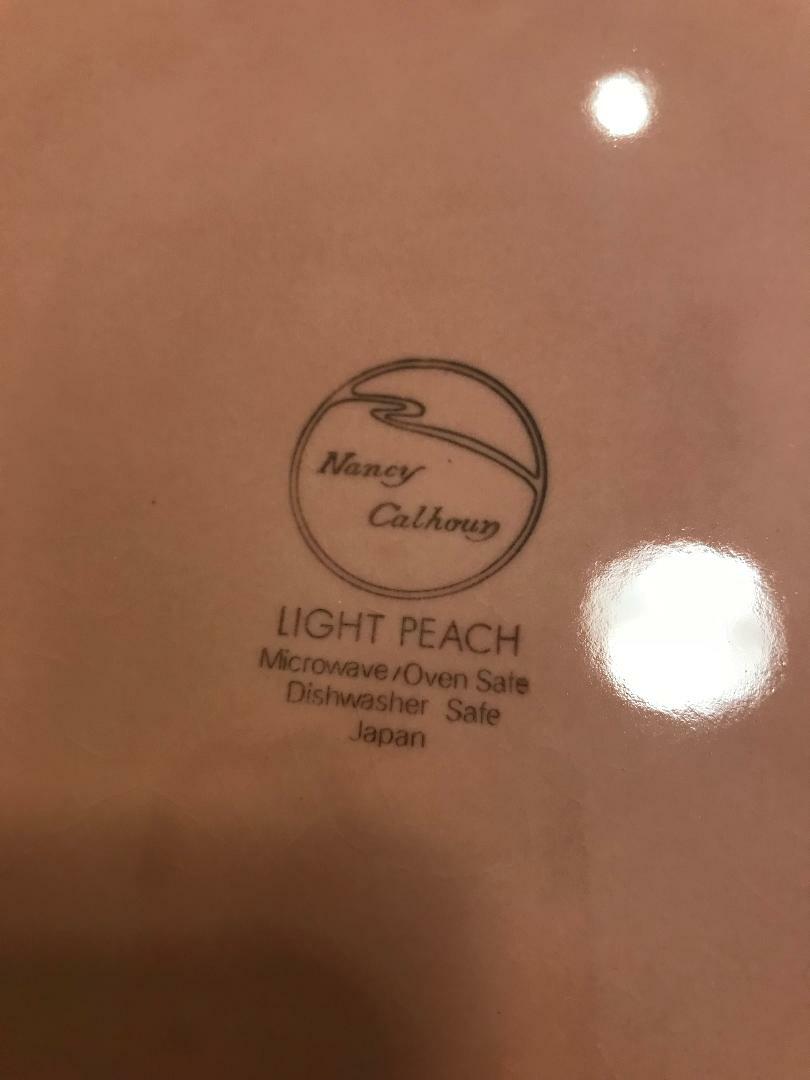 Nancy
Calhoun
LIGHT PEACH
Microwave/Oven Safe
Dishwasher Safe
Japan